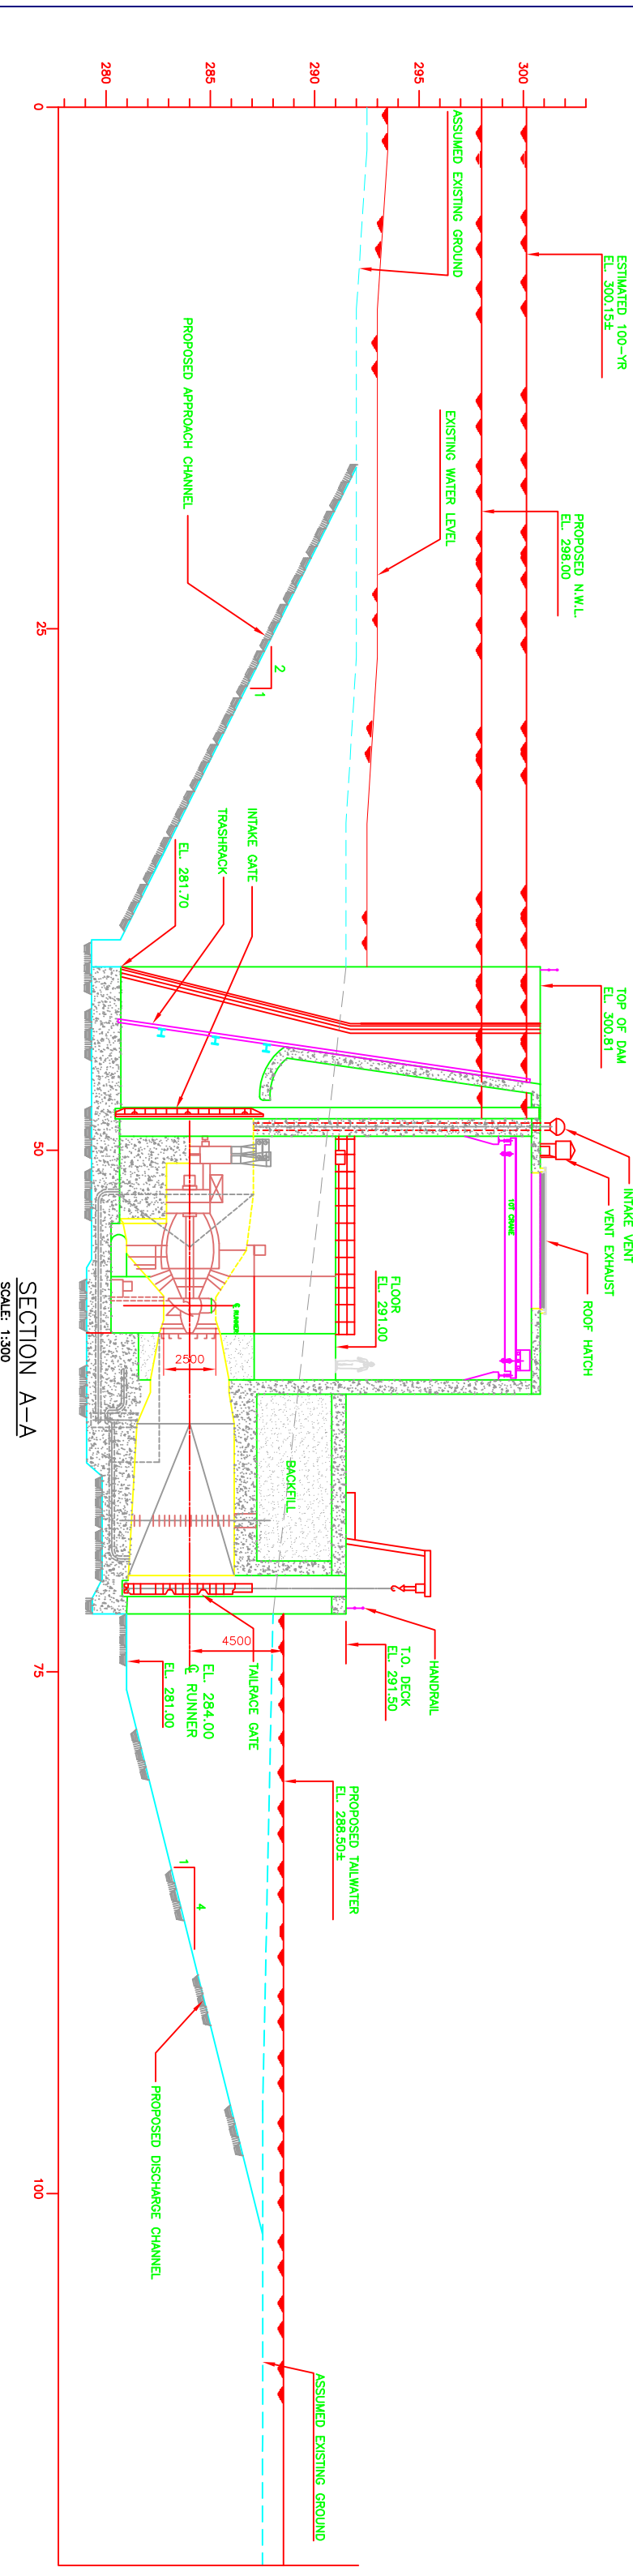 300
295
290
285
280
0
25
50
75
100
ESTIMATED 100-YR
EL. 300.15±
ASSUMED EXISTING GROUND
PROPOSED N.W.L.
EL. 298.00
EXISTING WATER LEVEL
PROPOSED APPROACH CHANNEL
2
1
INTAKE GATE
TRASHRACK
EL. 281.70
TOP OF DAM
EL. 300.81
INTAKE VENT
VENT EXHAUST
ROOF HATCH
10T CRANE
FLOOR
EL. 291.00
℄ RUNNER
2500
BACKFILL
HANDRAIL
T.O. DECK
EL. 291.50
4500
TAILRACE GATE
EL. 284.00
℄ RUNNER
EL. 281.00
PROPOSED TAILWATER
EL. 288.50±
1
4
PROPOSED DISCHARGE CHANNEL
ASSUMED EXISTING GROUND
SECTION A-A
SCALE: 1:300